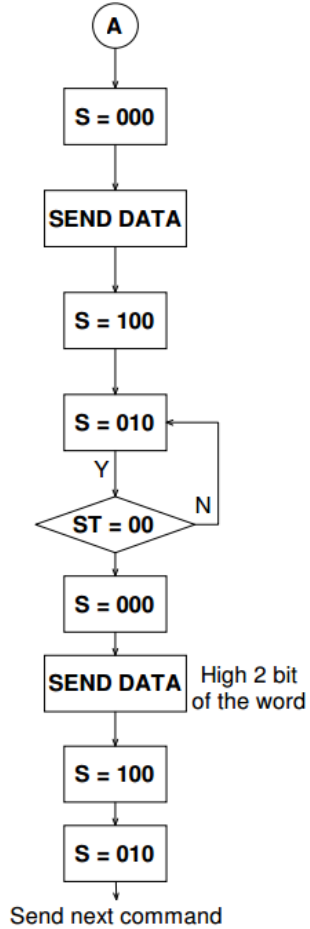 A
S = 000
SEND DATA
S = 100
S = 010
Y
N
ST = 00
S = 000
SEND DATA
High 2 bit
of the word
S = 100
S = 010
Send next command